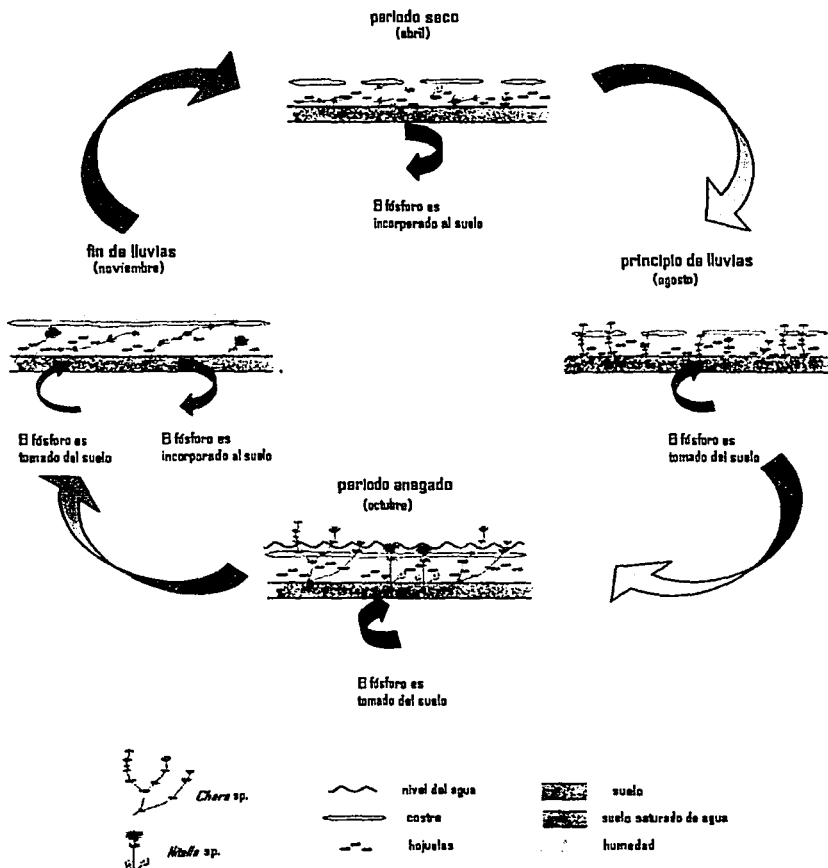 periodo seco
(abril)
El fósforo es
incorporado al suelo
fin de lluvias
(noviembre)
principio de lluvias
(agosto)
El fósforo es
tomado del suelo
El fósforo es
incorporado al suelo
El fósforo es
tomado del suelo
periodo anegado
(octubre)
El fósforo es
tomado del suelo
Chara sp.
Nitella sp.
nivel del agua
costra
hojuelas
suelo
suelo saturado de agua
humedad